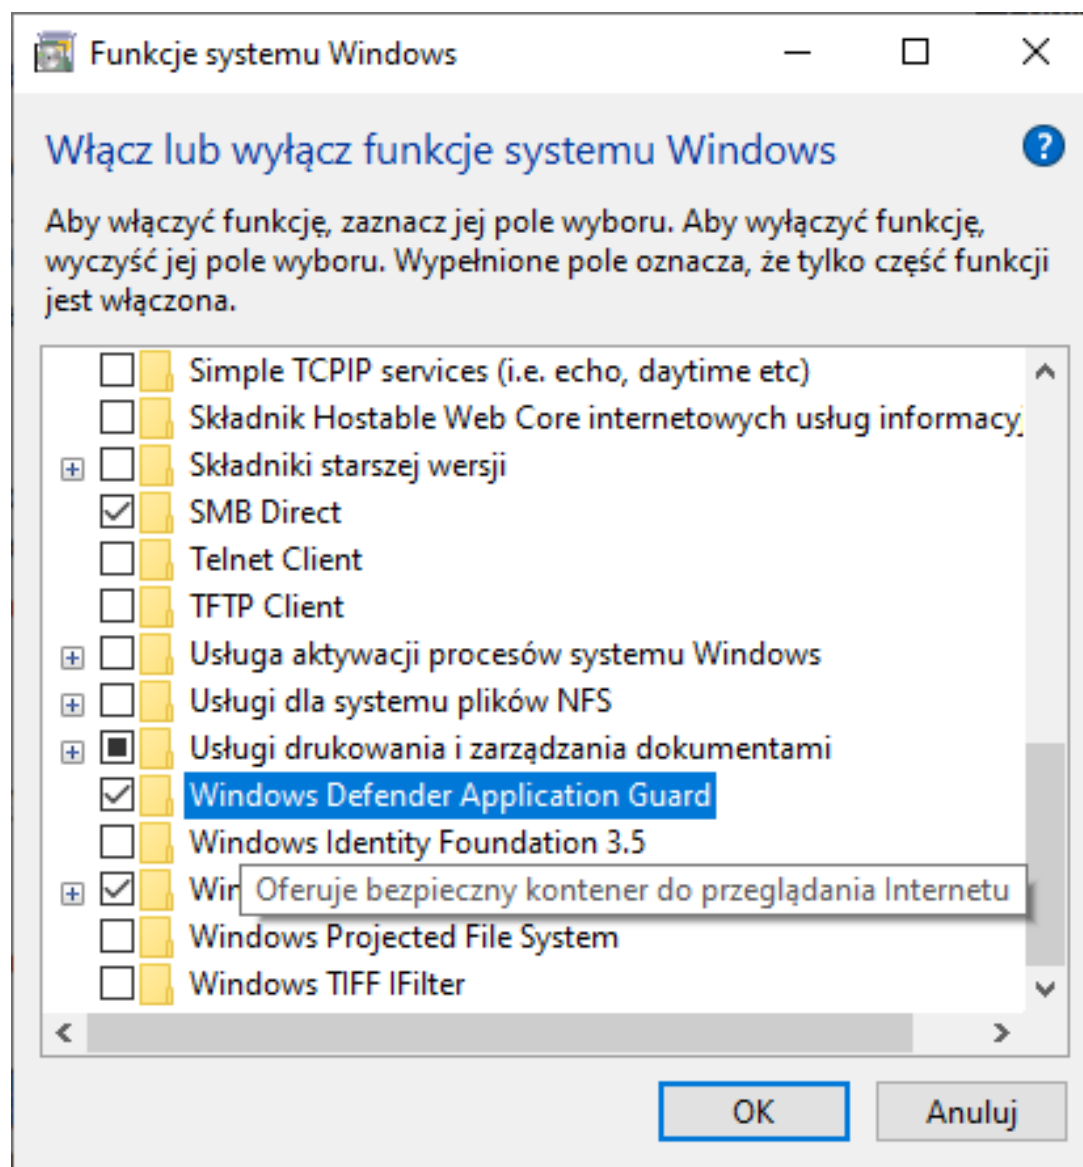 Funkcje systemu Windows
Włącz lub wyłącz funkcje systemu Windows
?
Aby włączyć funkcję, zaznacz jej pole wyboru. Aby wyłączyć funkcję,
wyczyść jej pole wyboru. Wypełnione pole oznacza, że tylko część funkcji
jest włączona.
Simple TCPIP services (i.e. echo, daytime etc)
Składnik Hostable Web Core internetowych usług informacyj
Składniki starszej wersji
SMB Direct
Telnet Client
TFTP Client
Usługa aktywacji procesów systemu Windows
Usługi dla systemu plików NFS
Usługi drukowania i zarządzania dokumentami
Windows Defender Application Guard
Windows Identity Foundation 3.5
Oferuje bezpieczny kontener do przeglądania Internetu
Windows Projected File System
Windows TIFF IFilter
OK
Anuluj